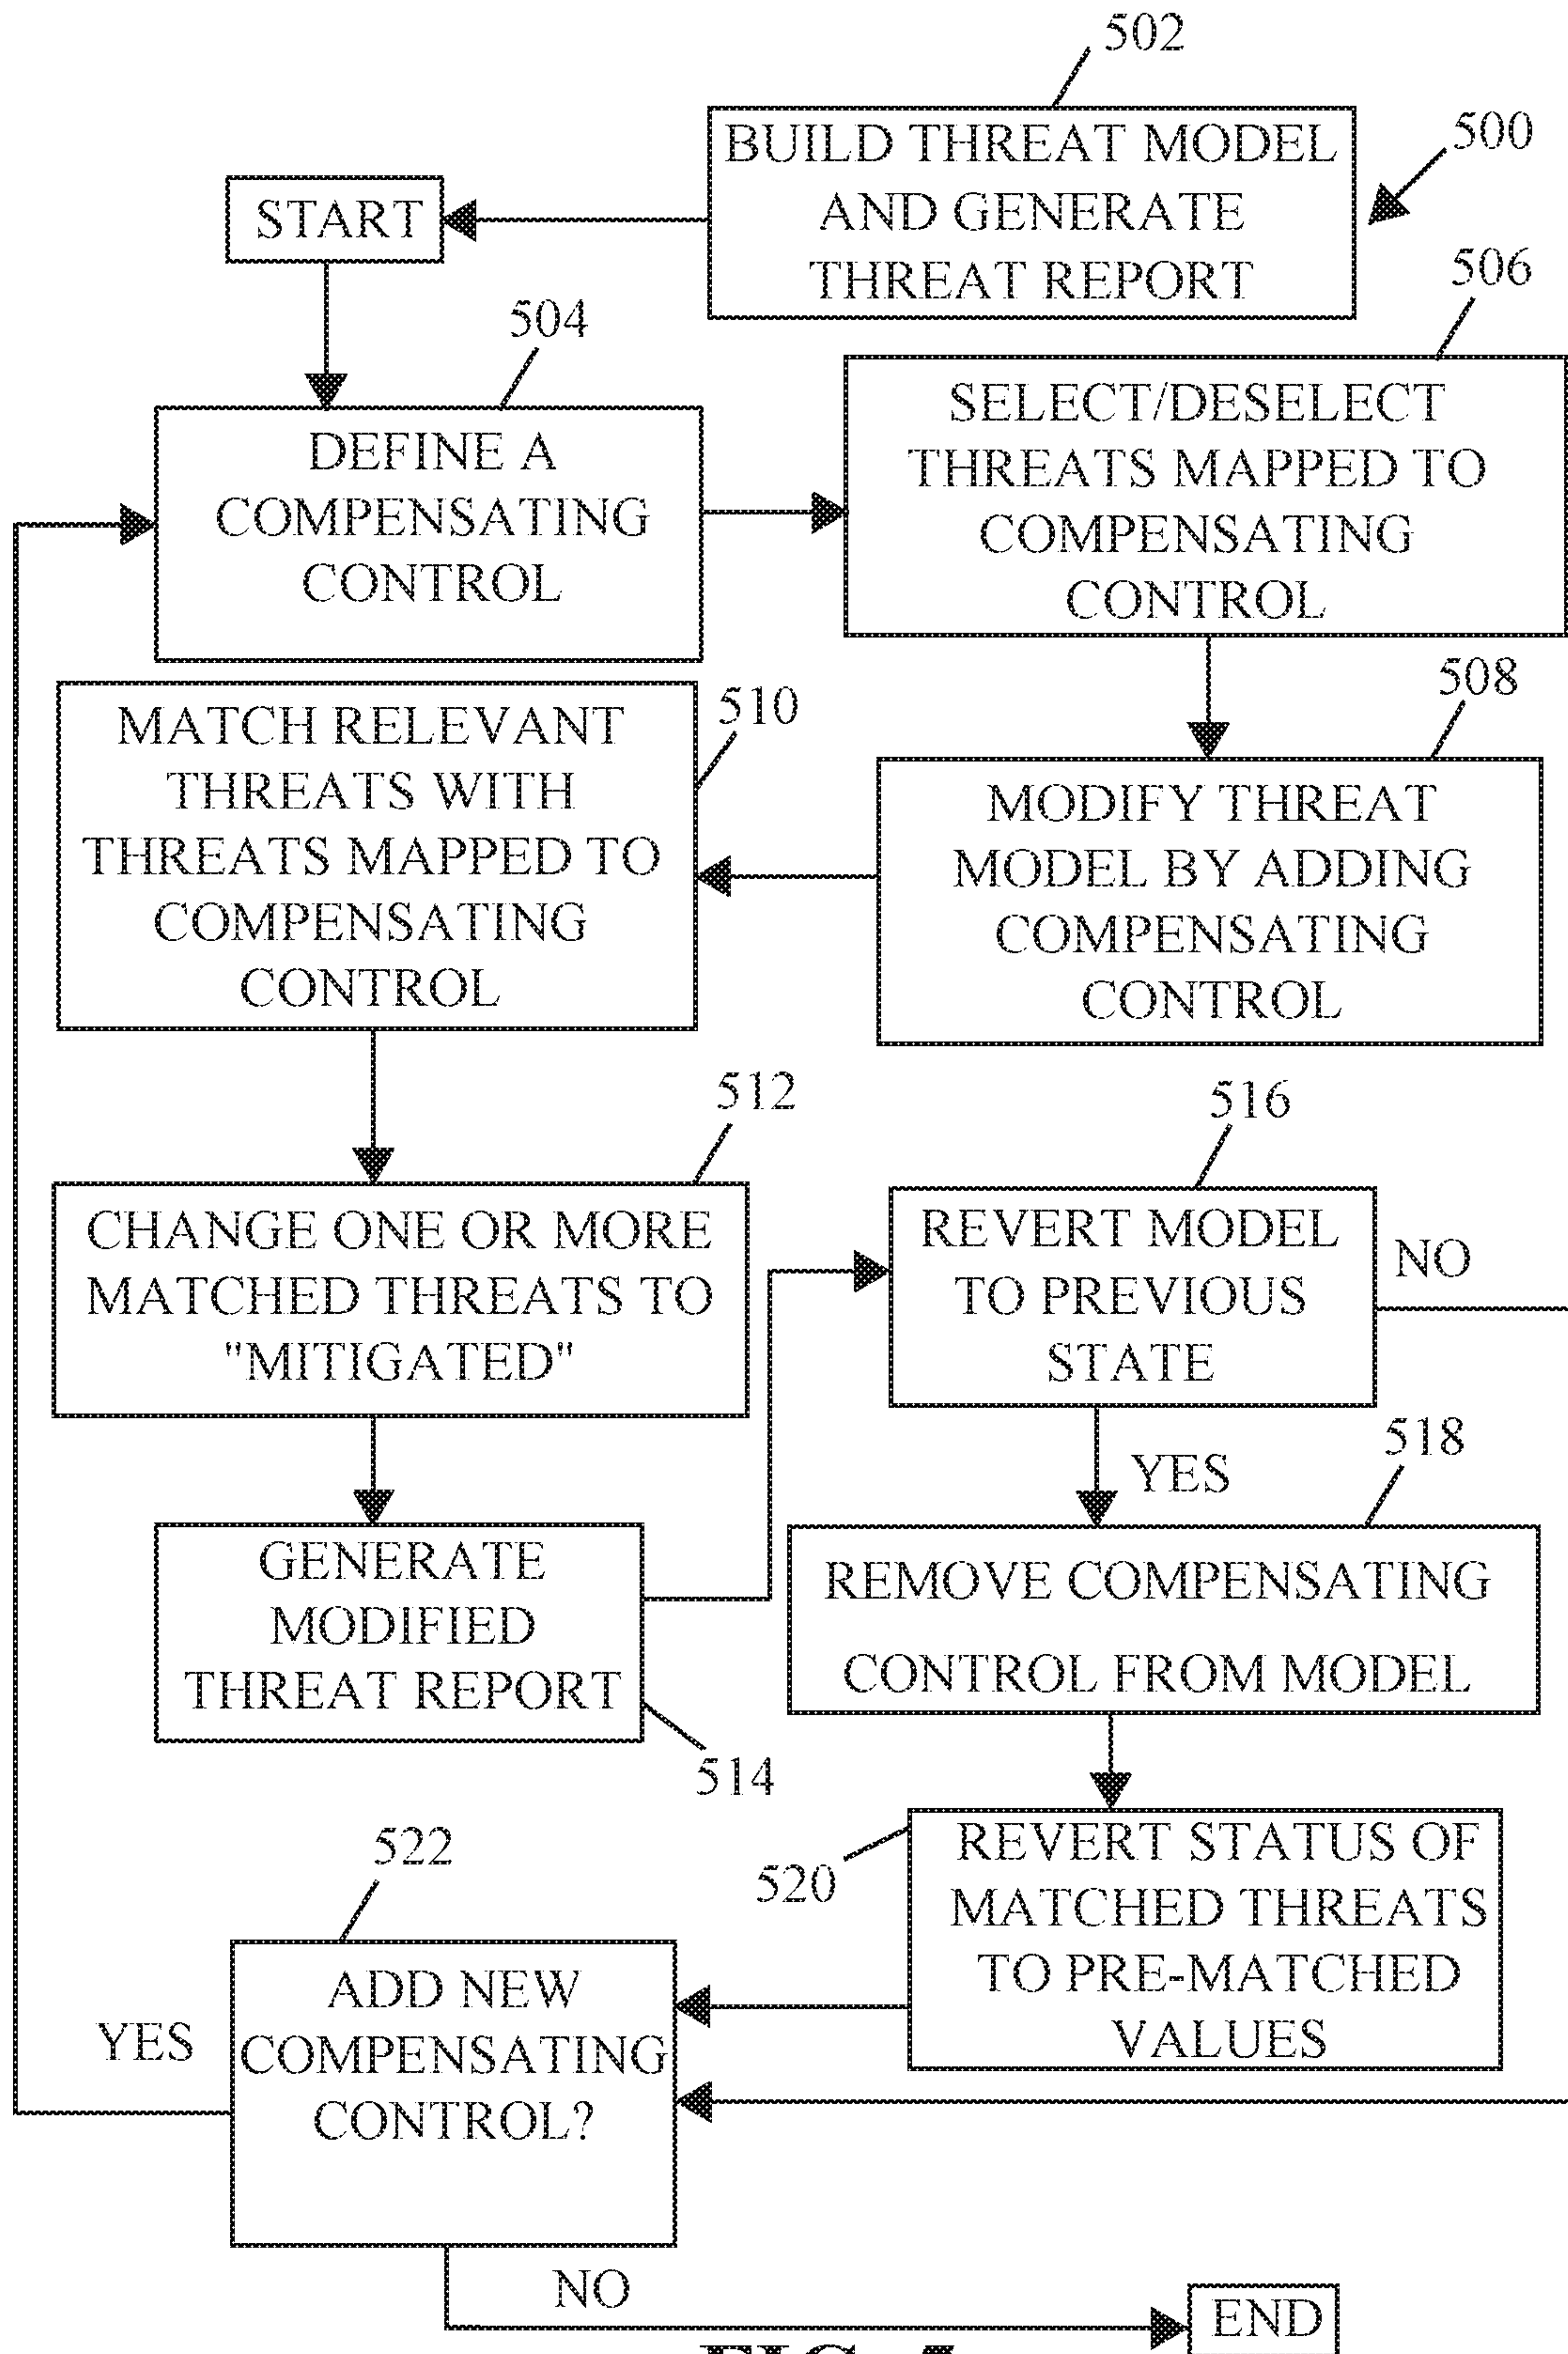 502
BUILD THREAT MODEL
AND GENERATE
THREAT REPORT
500
START
504
506
DEFINE A
COMPENSATING
CONTROL
SELECT/DESELECT
THREATS MAPPED TO
COMPENSATING
CONTROL
508
510
MATCH RELEVANT
THREATS WITH
THREATS MAPPED TO
COMPENSATING
CONTROL
MODIFY THREAT
MODEL BY ADDING
COMPENSATING
CONTROL
512
516
CHANGE ONE OR MORE
MATCHED THREATS TO
"MITIGATED"
REVERT MODEL
TO PREVIOUS
STATE
NO
YES
518
GENERATE
MODIFIED
THREAT REPORT
514
REMOVE COMPENSATING
CONTROL FROM MODEL
520
REVERT STATUS OF
MATCHED THREATS
TO PRE-MATCHED
VALUES
522
ADD NEW
COMPENSATING
CONTROL?
YES
NO
END